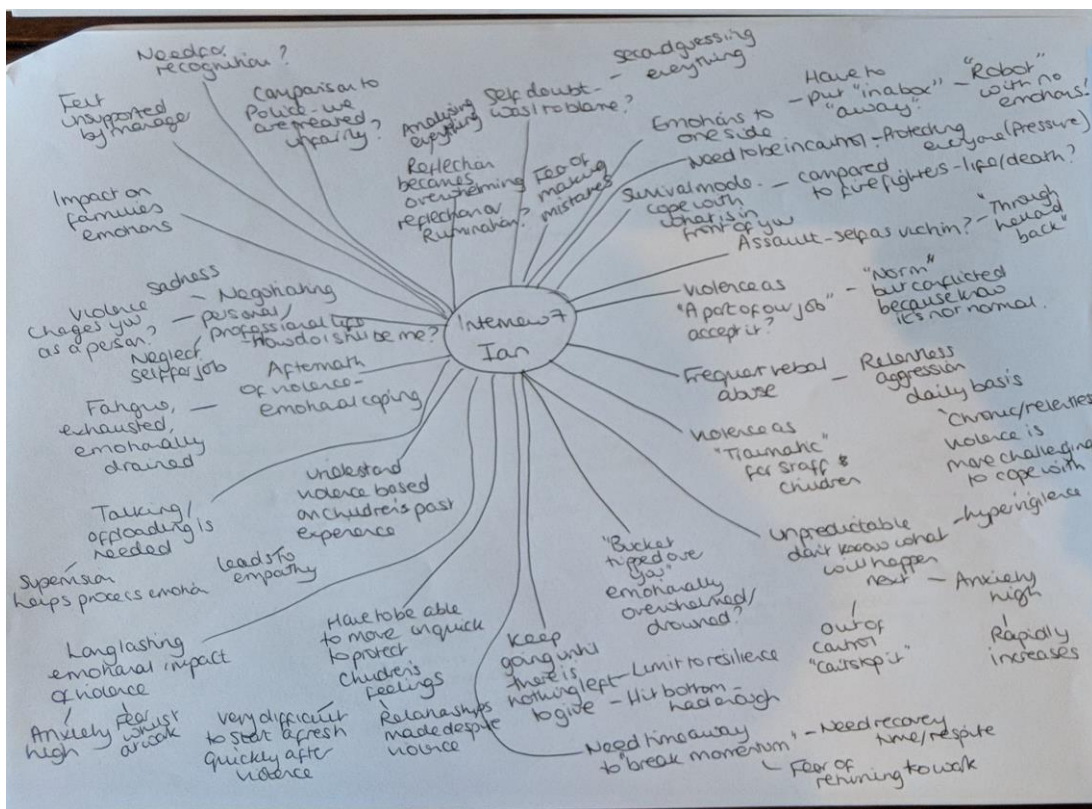 Interview 7
Ian
Need for
recognition?
Felt
unsupported
by manage
Comparison to
Police - we
are treated
unfairly?
Impact on
families
emotions
Analysing
everything
Reflection
becomes
overwhelming
reflection or
Rumination?
Self doubt -
was I to blame?
second guessing
everything
Fear of
making
mistakes
Emotions to
one side
- Have to
put "in a box"
"away"
- "Robot"
with no
emotions.
Need to be in control - Protecting
everyone (Pressure)
Survival mode -
cope with
what is in
front of you
- compared
to firefighters - life/death?
Assault - self as victim? - "Through
hell and
back"
violence as
"A part of our job"
accept it?
- "Norm"
but conflicted
because know
it's not normal.
Frequent verbal
abuse
- Relentless
aggression
daily basis
violence as
"Traumatic"
for staff &
children
"Chronic/relentless
violence is
more challenging
to cope with
unpredictable
don't know what
will happen
next
- hypervigilence
- Anxiety
high
Rapidly
increases
out of
control
"can't stop it"
"Bucket
tipped over
you"
emotionally
overwhelmed/
drowned?
Need time away
to "break momentum"
- Need recovery
time/respite
- Fear of
returning to work
Keep
going until
there is
nothing left
to give
- Limit to resilience
- Hit bottom
had enough
Have to be able
to move on quick
to protect
children's
feelings
Relationships
made despite
violence
very difficult
to start afresh
quickly after
violence
Long lasting
emotional impact
of violence
Anxiety
high
Fear
whilst
at work
understand
violence based
on children's past
experience
leads to
empathy
Talking/
offloading is
needed
Supervision
helps process emotion
Aftermath
of violence -
emotional coping
Fatigue,
exhausted,
emotionally
drained
sadness
violence
changes you
as a person?
- Negotiating
personal/
professional life
How do I still be me?
Neglect
self for job